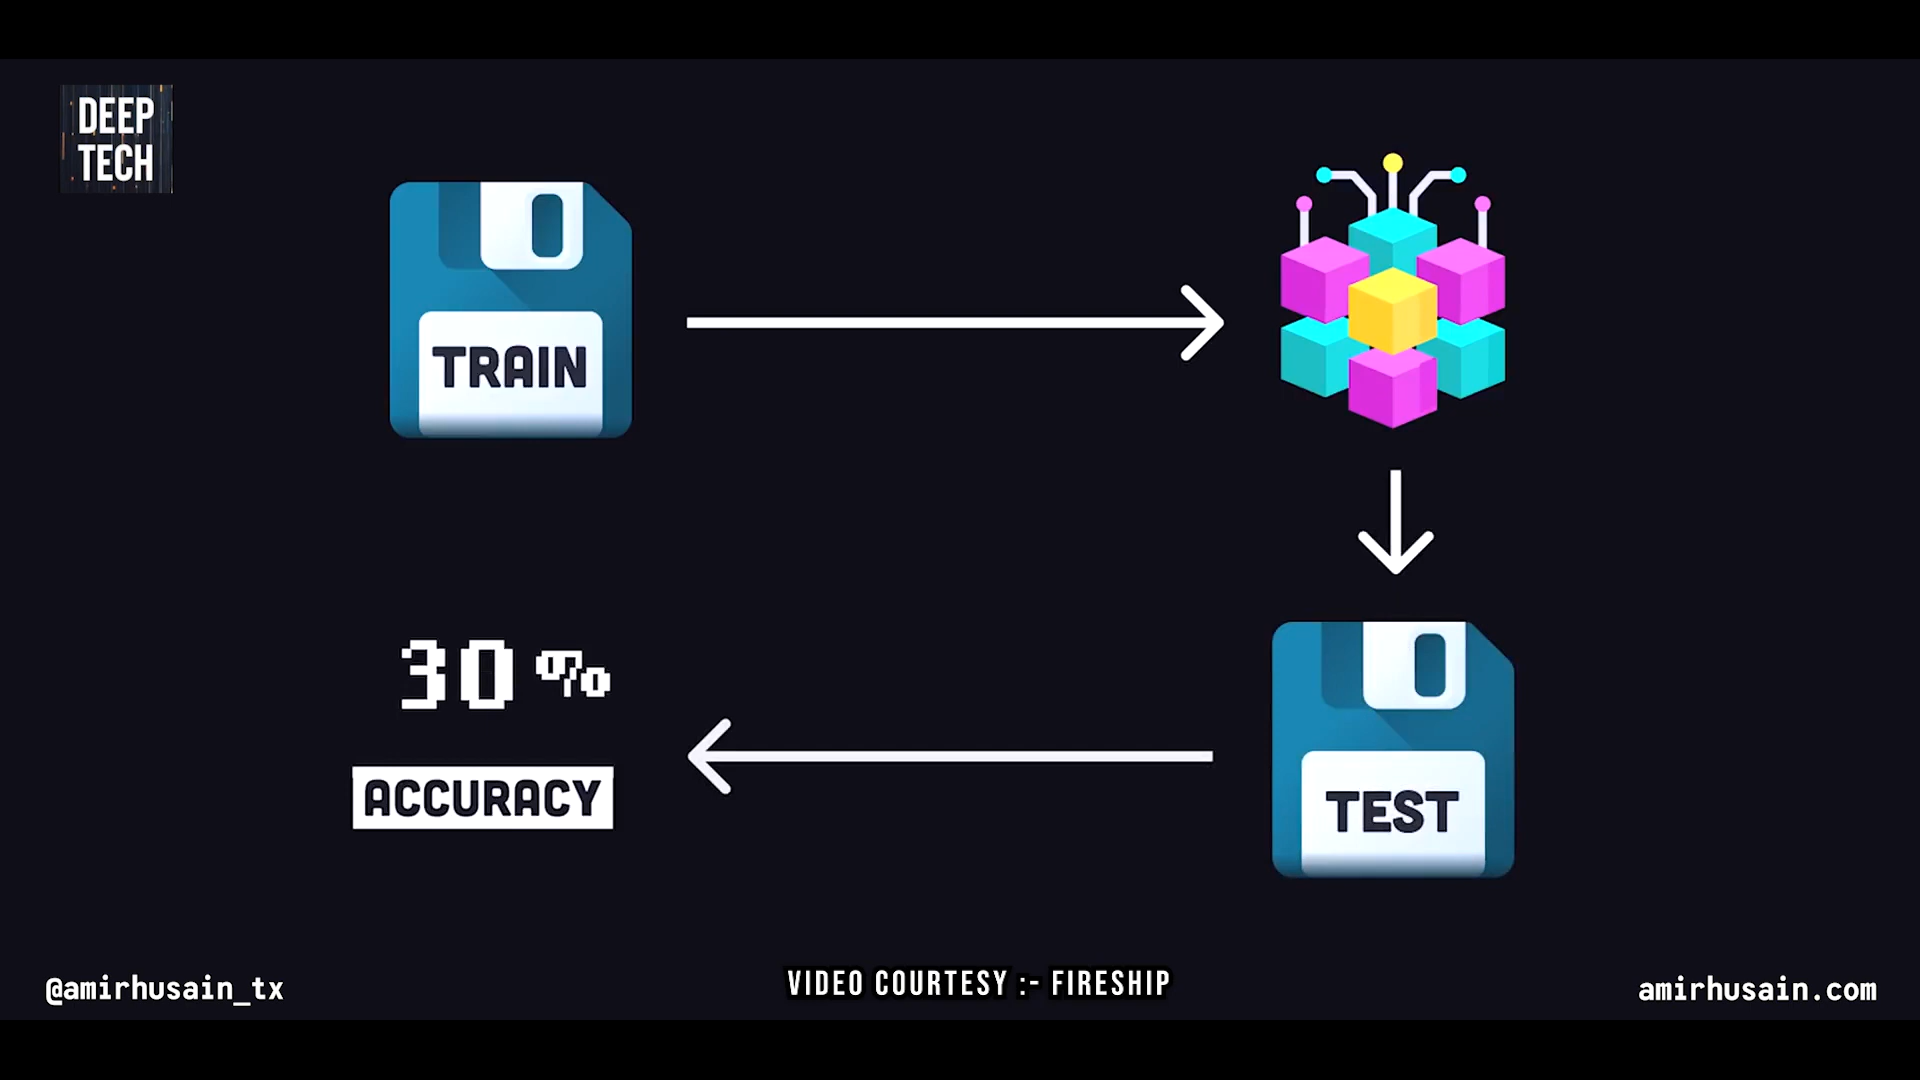 DEEP
TECH
TRAIN
30%
ACCURACY
TEST
@amirhusain_tx
VIDEO COURTESY :- FIRESHIP
amirhusain.com